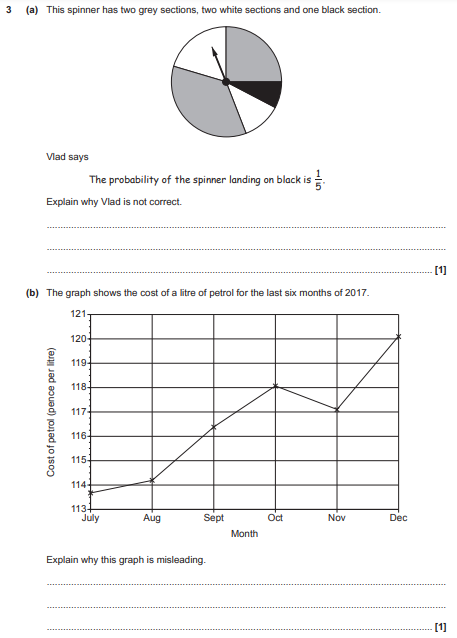 3 (a) This spinner has two grey sections, two white sections and one black section.
Vlad says
The probability of the spinner landing on black is 1/5.
Explain why Vlad is not correct.
[1]
(b) The graph shows the cost of a litre of petrol for the last six months of 2017.
Cost of petrol (pence per litre)
121
120
119
118
117
116
115
114
113
July Aug Sept Oct Nov Dec
Month
Explain why this graph is misleading.
[1]